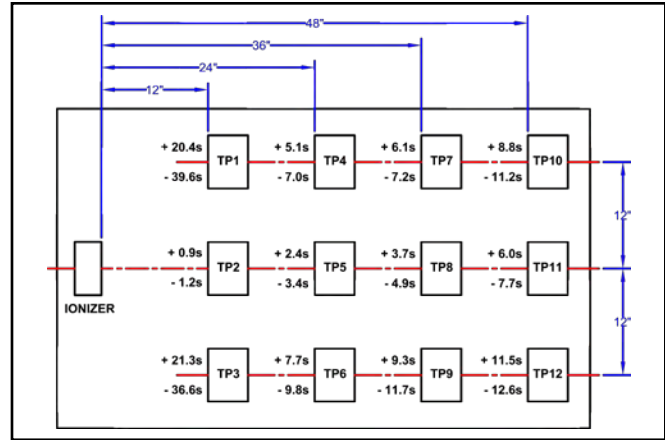 48"
36"
24"
12"
+ 20.4s
- 39.6s
TP1
+ 5.1s
- 7.0s
TP4
+ 6.1s
- 7.2s
TP7
+ 8.8s
- 11.2s
TP10
12"
IONIZER
+ 0.9s
- 1.2s
TP2
+ 2.4s
- 3.4s
TP5
+ 3.7s
- 4.9s
TP8
+ 6.0s
- 7.7s
TP11
12"
+ 21.3s
- 36.6s
TP3
+ 7.7s
- 9.8s
TP6
+ 9.3s
- 11.7s
TP9
+ 11.5s
- 12.6s
TP12